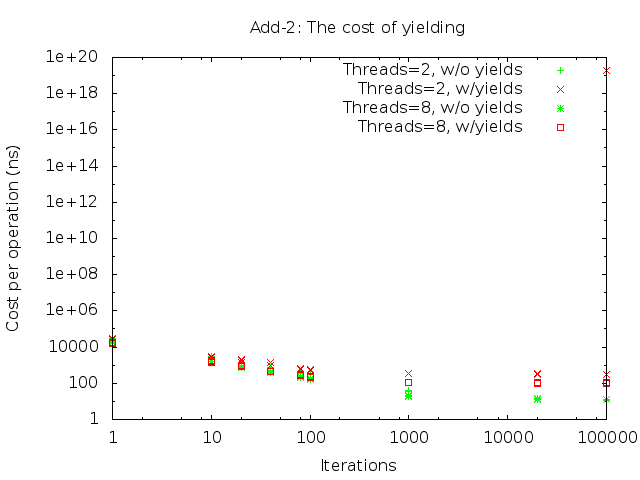 Add-2: The cost of yielding
Cost per operation (ns)
1e+20
1e+18
1e+16
1e+14
1e+12
1e+10
1e+08
1e+06
10000
100
1
Threads=2, w/o yields
Threads=2, w/yields
Threads=8, w/o yields
Threads=8, w/yields
1 10 100 1000 10000 100000
Iterations